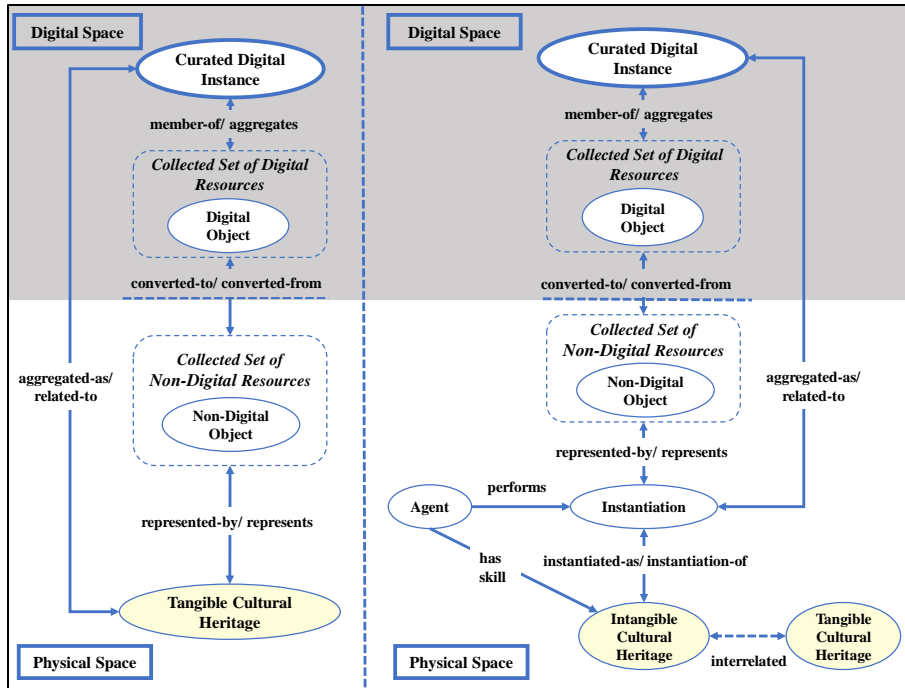 Digital Space
Curated Digital
Instance
member-of/ aggregates
Collected Set of Digital
Resources
Digital
Object
converted-to/ converted-from
Collected Set of
Non-Digital Resources
Non-Digital
Object
aggregated-as/
related-to
represented-by/ represents
Tangible Cultural
Heritage
Physical Space
Digital Space
Curated Digital
Instance
member-of/ aggregates
Collected Set of Digital
Resources
Digital
Object
converted-to/ converted-from
Collected Set of
Non-Digital Resources
Non-Digital
Object
aggregated-as/
related-to
represented-by/ represents
Agent
performs
Instantiation
has
skill
instantiated-as/ instantiation-of
Intangible
Cultural
Heritage
interrelated
Tangible
Cultural
Heritage
Physical Space